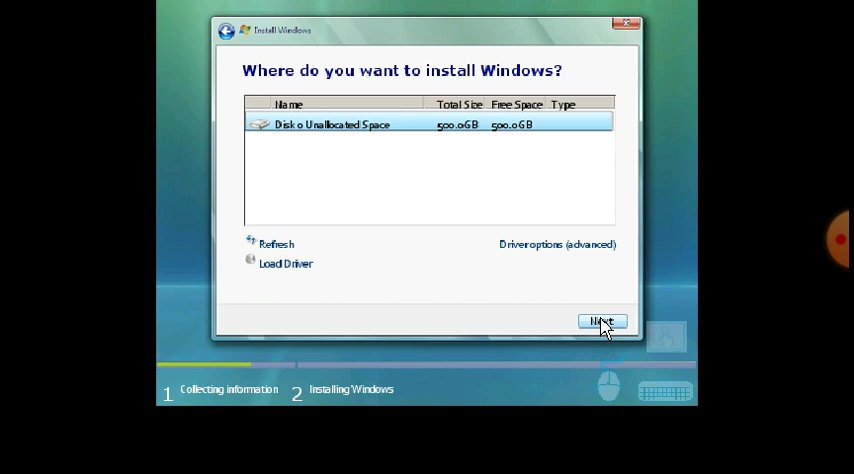 Install Windows
Where do you want to install Windows?
Name Total Size Free Space Type
Disk 0 Unallocated Space 500.0GB 500.0GB
Refresh
Driver options (advanced)
Load Driver
Next
1 Collecting information 2 Installing Windows